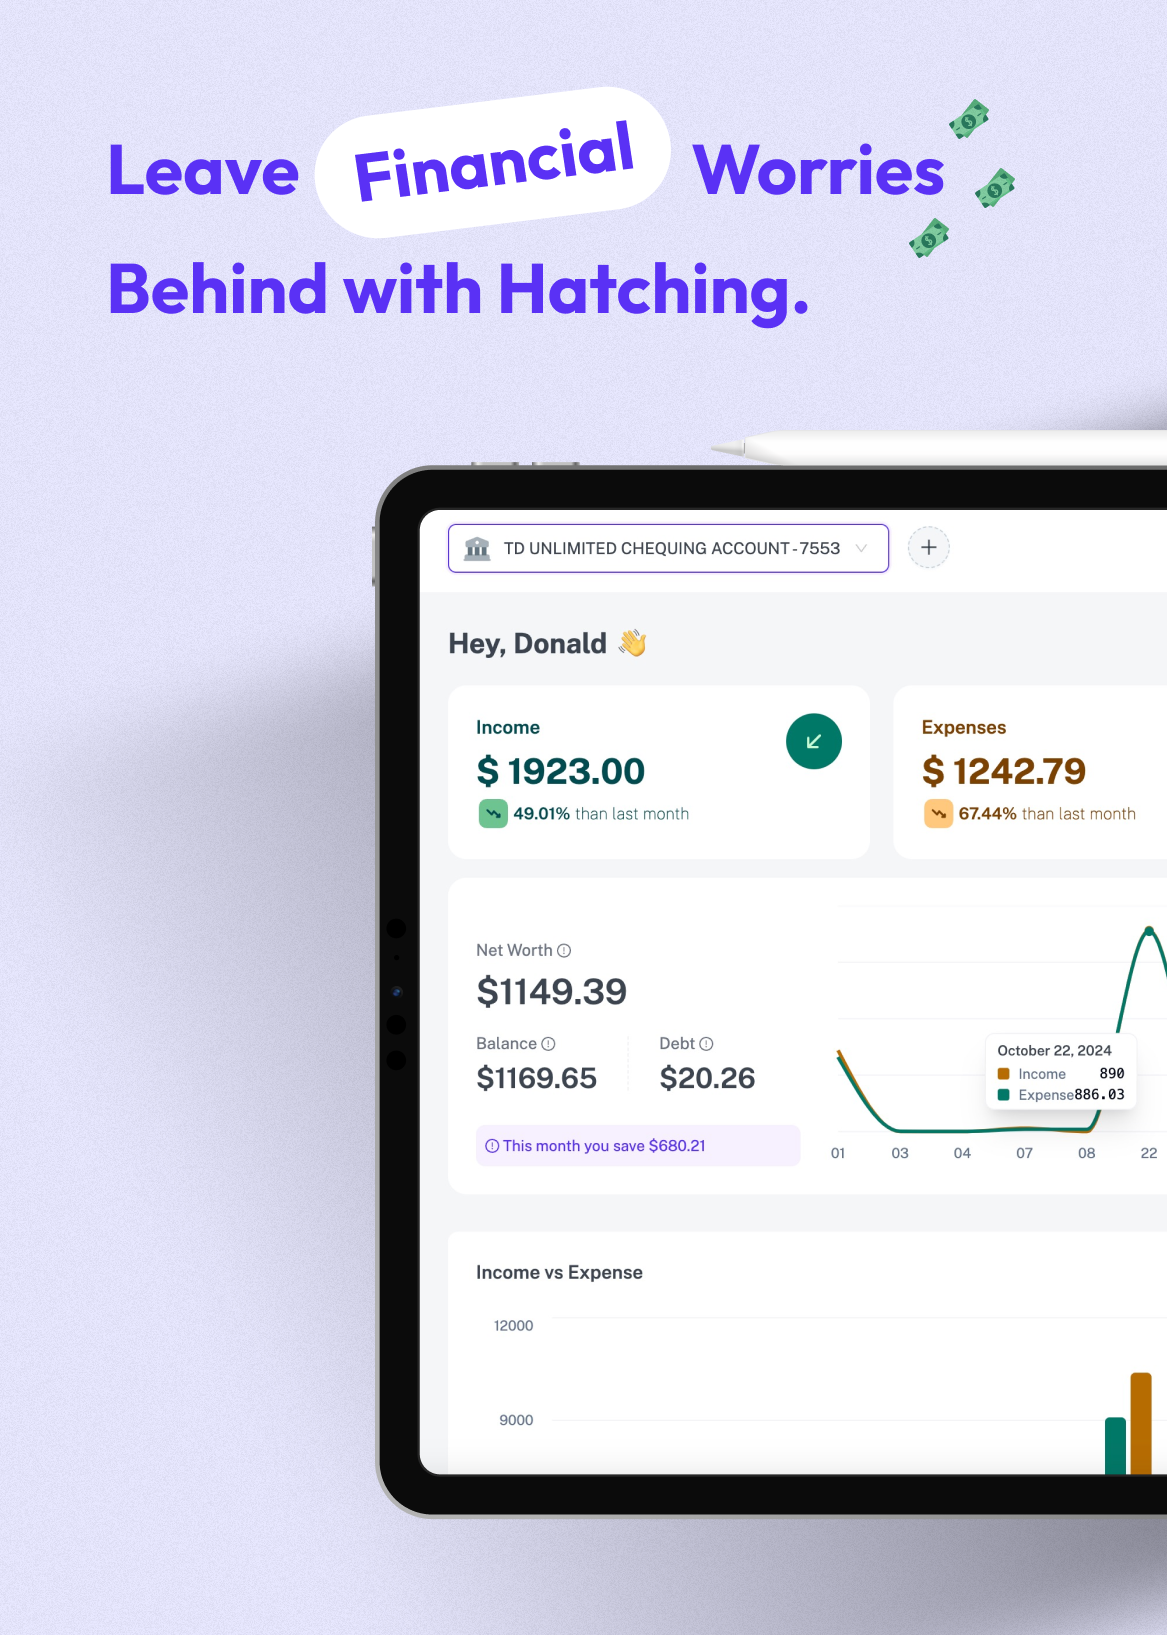 Leave Financial Worries
Behind with Hatching.
TD UNLIMITED CHEQUING ACCOUNT - 7553
Hey, Donald 👋
Income
$ 1923.00
49.01% than last month
Expenses
$ 1242.79
67.44% than last month
Net Worth
$1149.39
Balance
$1169.65
Debt
$20.26
This month you save $680.21
October 22, 2024
Income 890
Expense 886.03
01 03 04 07 08 22
Income vs Expense
12000
9000